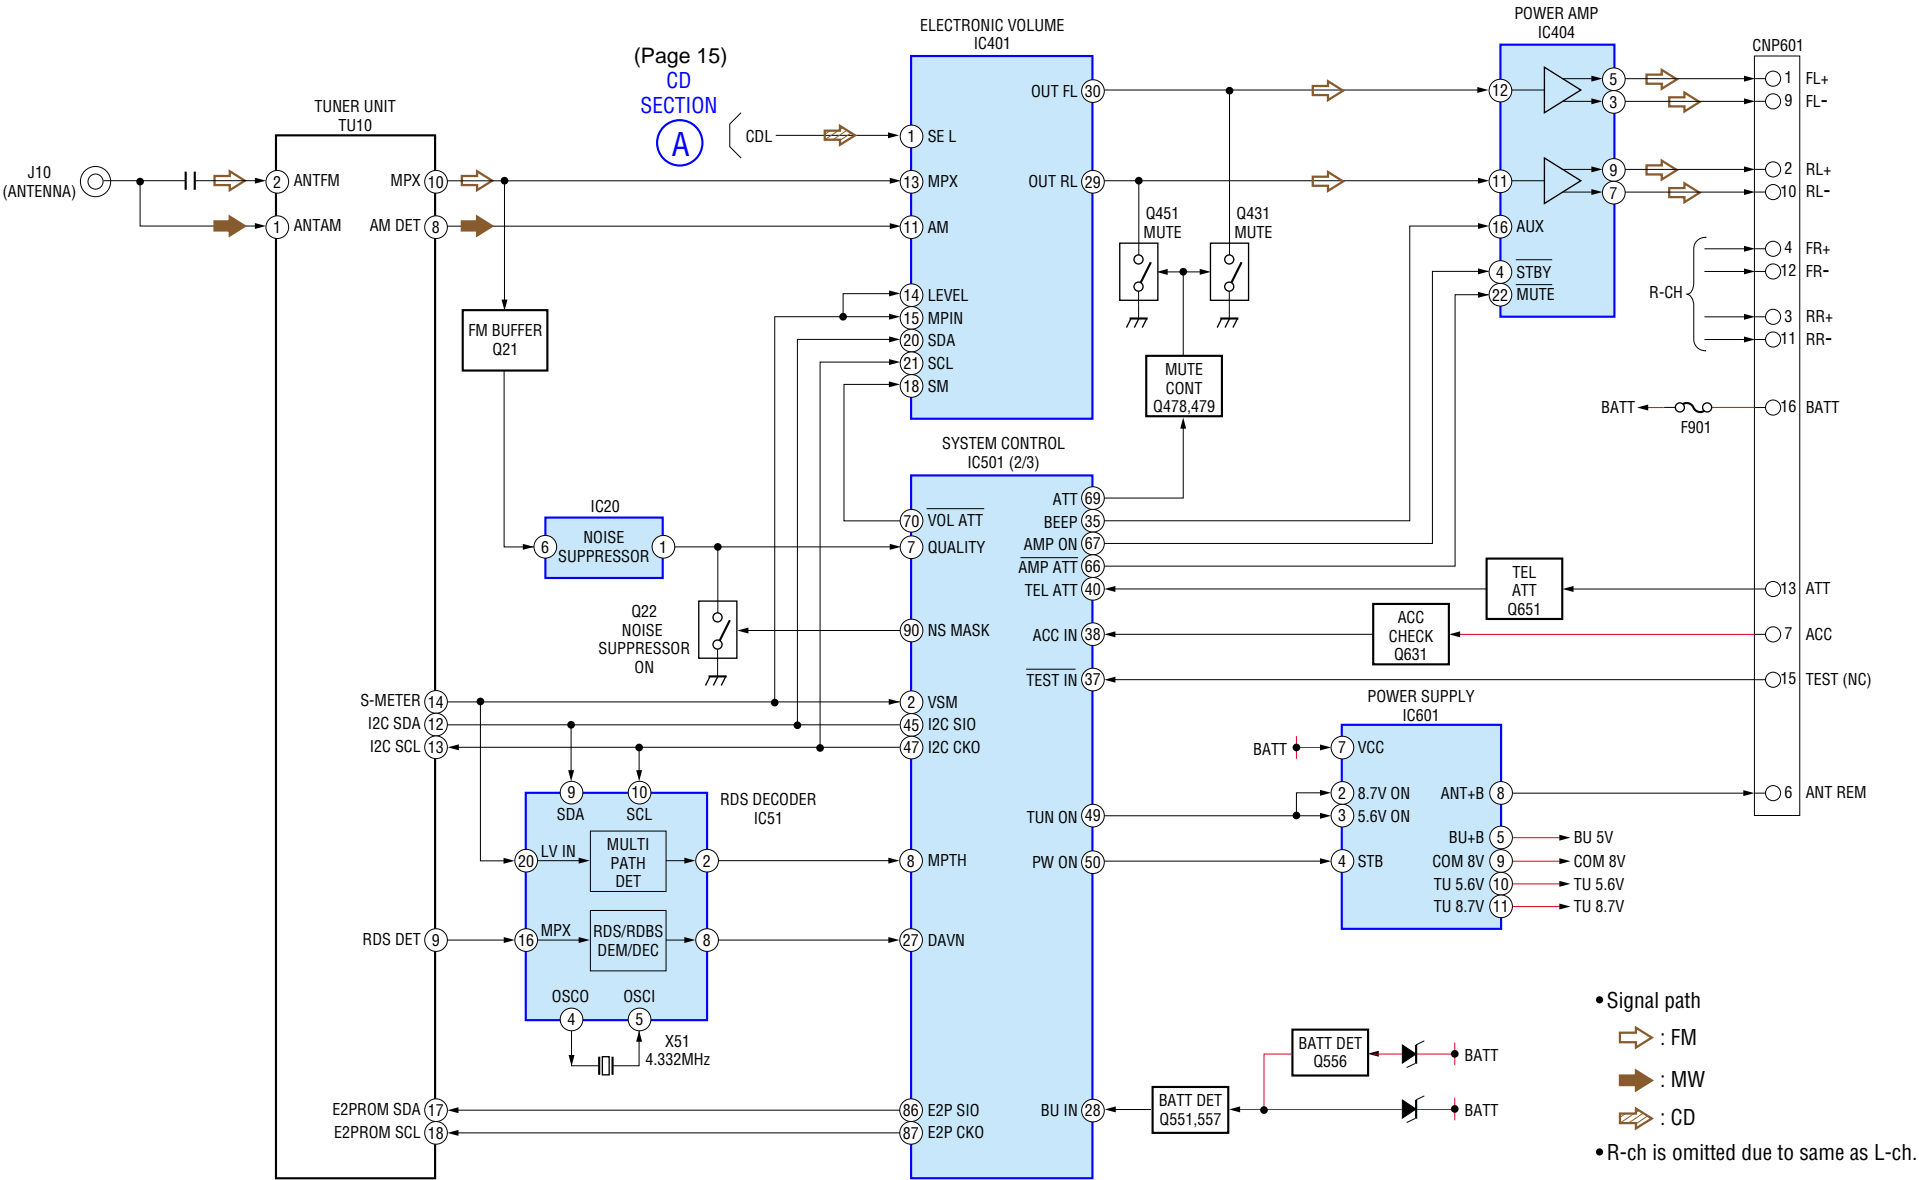 ELECTRONIC VOLUME
IC401
POWER AMP
IC404
CNP601
(Page 15)
CD
SECTION
A
CDL
TUNER UNIT
TU10
J10
(ANTENNA)
2 ANTFM
1 ANTAM
MPX 10
AM DET 8
1 SE L
13 MPX
11 AM
14 LEVEL
15 MPIN
20 SDA
21 SCL
18 SM
OUT FL 30
OUT RL 29
Q451
MUTE
Q431
MUTE
MUTE
CONT
Q478,479
12
5
3
11
9
7
16 AUX
4 STBY
22 MUTE
1 FL+
9 FL-
2 RL+
10 RL-
R-CH
4 FR+
12 FR-
3 RR+
11 RR-
BATT
F901
16 BATT
13 ATT
7 ACC
15 TEST (NC)
6 ANT REM
FM BUFFER
Q21
IC20
6
NOISE
SUPPRESSOR
1
Q22
NOISE
SUPPRESSOR
ON
SYSTEM CONTROL
IC501 (2/3)
70 VOL ATT
7 QUALITY
90 NS MASK
2 VSM
45 I2C SIO
47 I2C CKO
8 MPTH
27 DAVN
86 E2P SIO
87 E2P CKO
ATT 69
BEEP 35
AMP ON 67
AMP ATT 66
TEL ATT 40
ACC IN 38
TEST IN 37
TUN ON 49
PW ON 50
BU IN 28
TEL
ATT
Q651
ACC
CHECK
Q631
POWER SUPPLY
IC601
BATT
7 VCC
2 8.7V ON
3 5.6V ON
4 STB
ANT+B 8
BU+B 5
COM 8V 9
TU 5.6V 10
TU 8.7V 11
BU 5V
COM 8V
TU 5.6V
TU 8.7V
S-METER 14
I2C SDA 12
I2C SCL 13
RDS DET 9
E2PROM SDA 17
E2PROM SCL 18
RDS DECODER
IC51
9
SDA
10
SCL
20 LV IN
MULTI
PATH
DET
2
16 MPX
RDS/RDBS
DEM/DEC
8
OSCO
4
OSCI
5
X51
4.332MHz
BATT DET
Q556
BATT
BATT DET
Q551,557
BATT
• Signal path
: FM
: MW
: CD
• R-ch is omitted due to same as L-ch.